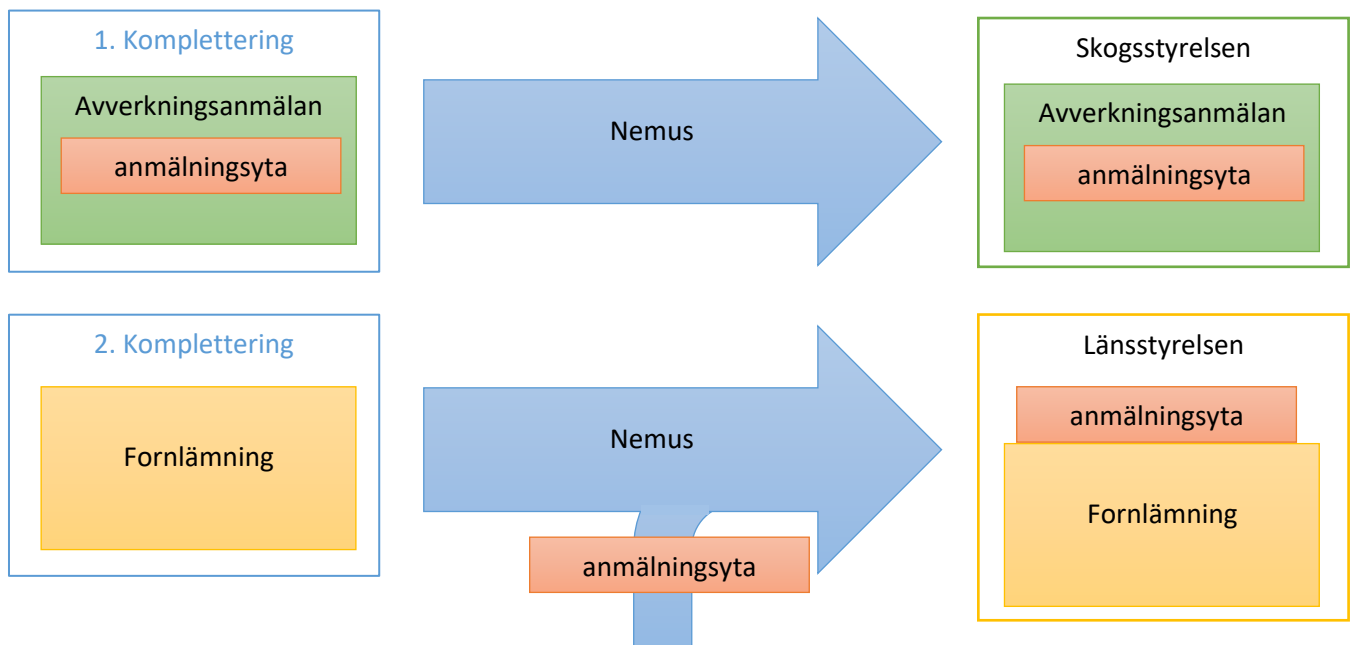 1. Komplettering
Avverkningsanmälan
anmälningsyta
Nemus
Skogsstyrelsen
Avverkningsanmälan
anmälningsyta
2. Komplettering
Fornlämning
Nemus
anmälningsyta
Länsstyrelsen
anmälningsyta
Fornlämning